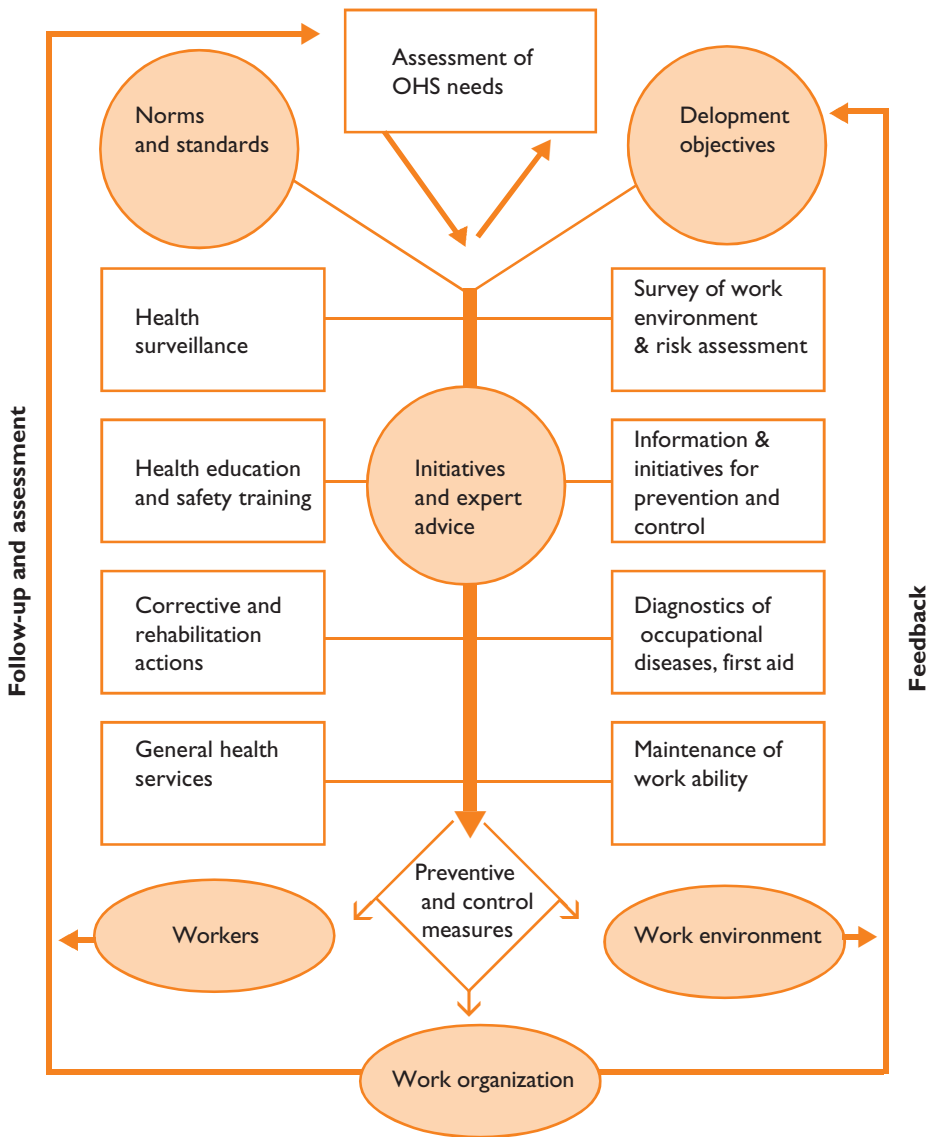 Assessment of
OHS needs
Norms
and standards
Delopment
objectives
Health
surveillance
Survey of work
environment
& risk assessment
Health education
and safety training
Initiatives
and expert
advice
Information &
initiatives for
prevention and
control
Corrective and
rehabilitation
actions
Diagnostics of
occupational
diseases, first aid
General health
services
Maintenance of
work ability
Preventive
and control
measures
Workers
Work environment
Work organization
Follow-up and assessment
Feedback